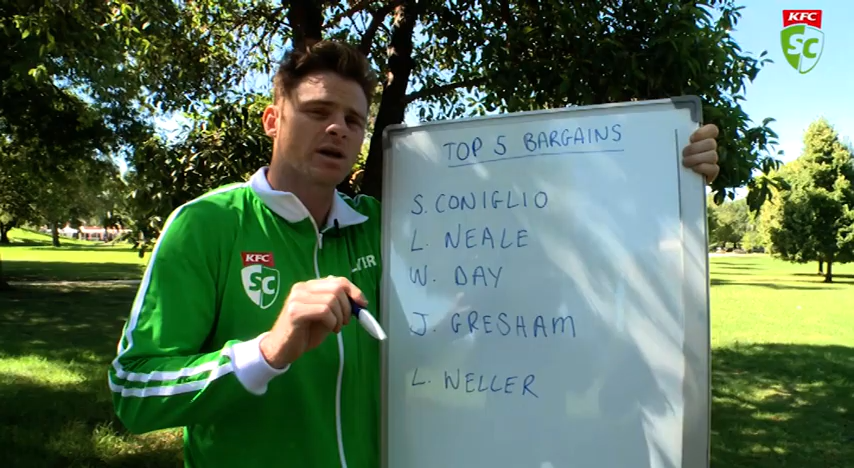 KFC
SC
TOP 5 BARGAINS
S. CONIGLIO
L. NEALE
W. DAY
J. GRESHAM
L. WELLER
KFC
SC